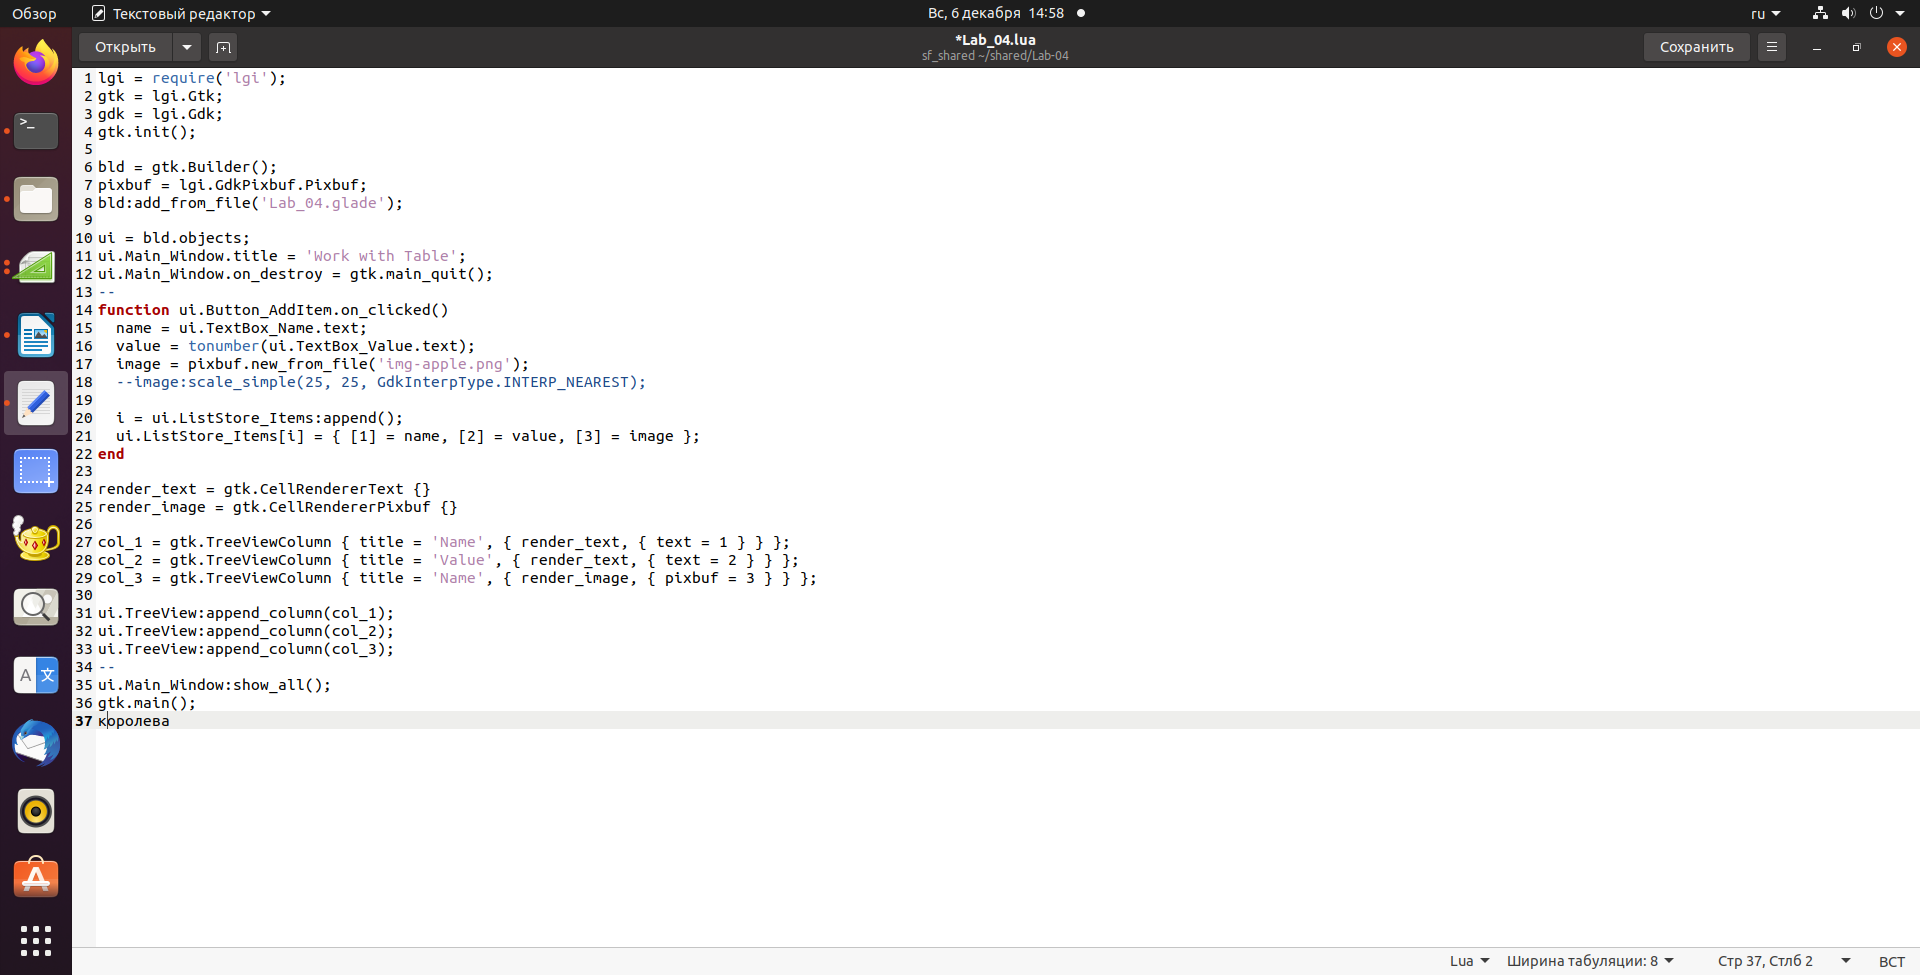 Обзор
Текстовый редактор
Вс, 6 декабря 14:58
ru
Открыть
*Lab_04.lua
sf_shared ~/shared/Lab-04
Сохранить
1 lgi = require('lgi');
2 gtk = lgi.Gtk;
3 gdk = lgi.Gdk;
4 gtk.init();
5
6 bld = gtk.Builder();
7 pixbuf = lgi.GdkPixbuf.Pixbuf;
8 bld:add_from_file('Lab_04.glade');
9
10 ui = bld.objects;
11 ui.Main_Window.title = 'Work with Table';
12 ui.Main_Window.on_destroy = gtk.main_quit();
13 --
14 function ui.Button_AddItem.on_clicked()
15   name = ui.TextBox_Name.text;
16   value = tonumber(ui.TextBox_Value.text);
17   image = pixbuf.new_from_file('img-apple.png');
18   --image:scale_simple(25, 25, GdkInterpType.INTERP_NEAREST);
19
20   i = ui.ListStore_Items:append();
21   ui.ListStore_Items[i] = { [1] = name, [2] = value, [3] = image };
22 end
23
24 render_text = gtk.CellRendererText {}
25 render_image = gtk.CellRendererPixbuf {}
26
27 col_1 = gtk.TreeViewColumn { title = 'Name', { render_text, { text = 1 } } };
28 col_2 = gtk.TreeViewColumn { title = 'Value', { render_text, { text = 2 } } };
29 col_3 = gtk.TreeViewColumn { title = 'Name', { render_image, { pixbuf = 3 } } };
30
31 ui.TreeView:append_column(col_1);
32 ui.TreeView:append_column(col_2);
33 ui.TreeView:append_column(col_3);
34 --
35 ui.Main_Window:show_all();
36 gtk.main();
37 королева
Lua
Ширина табуляции: 8
Стр 37, Стлб 2
ВСТ